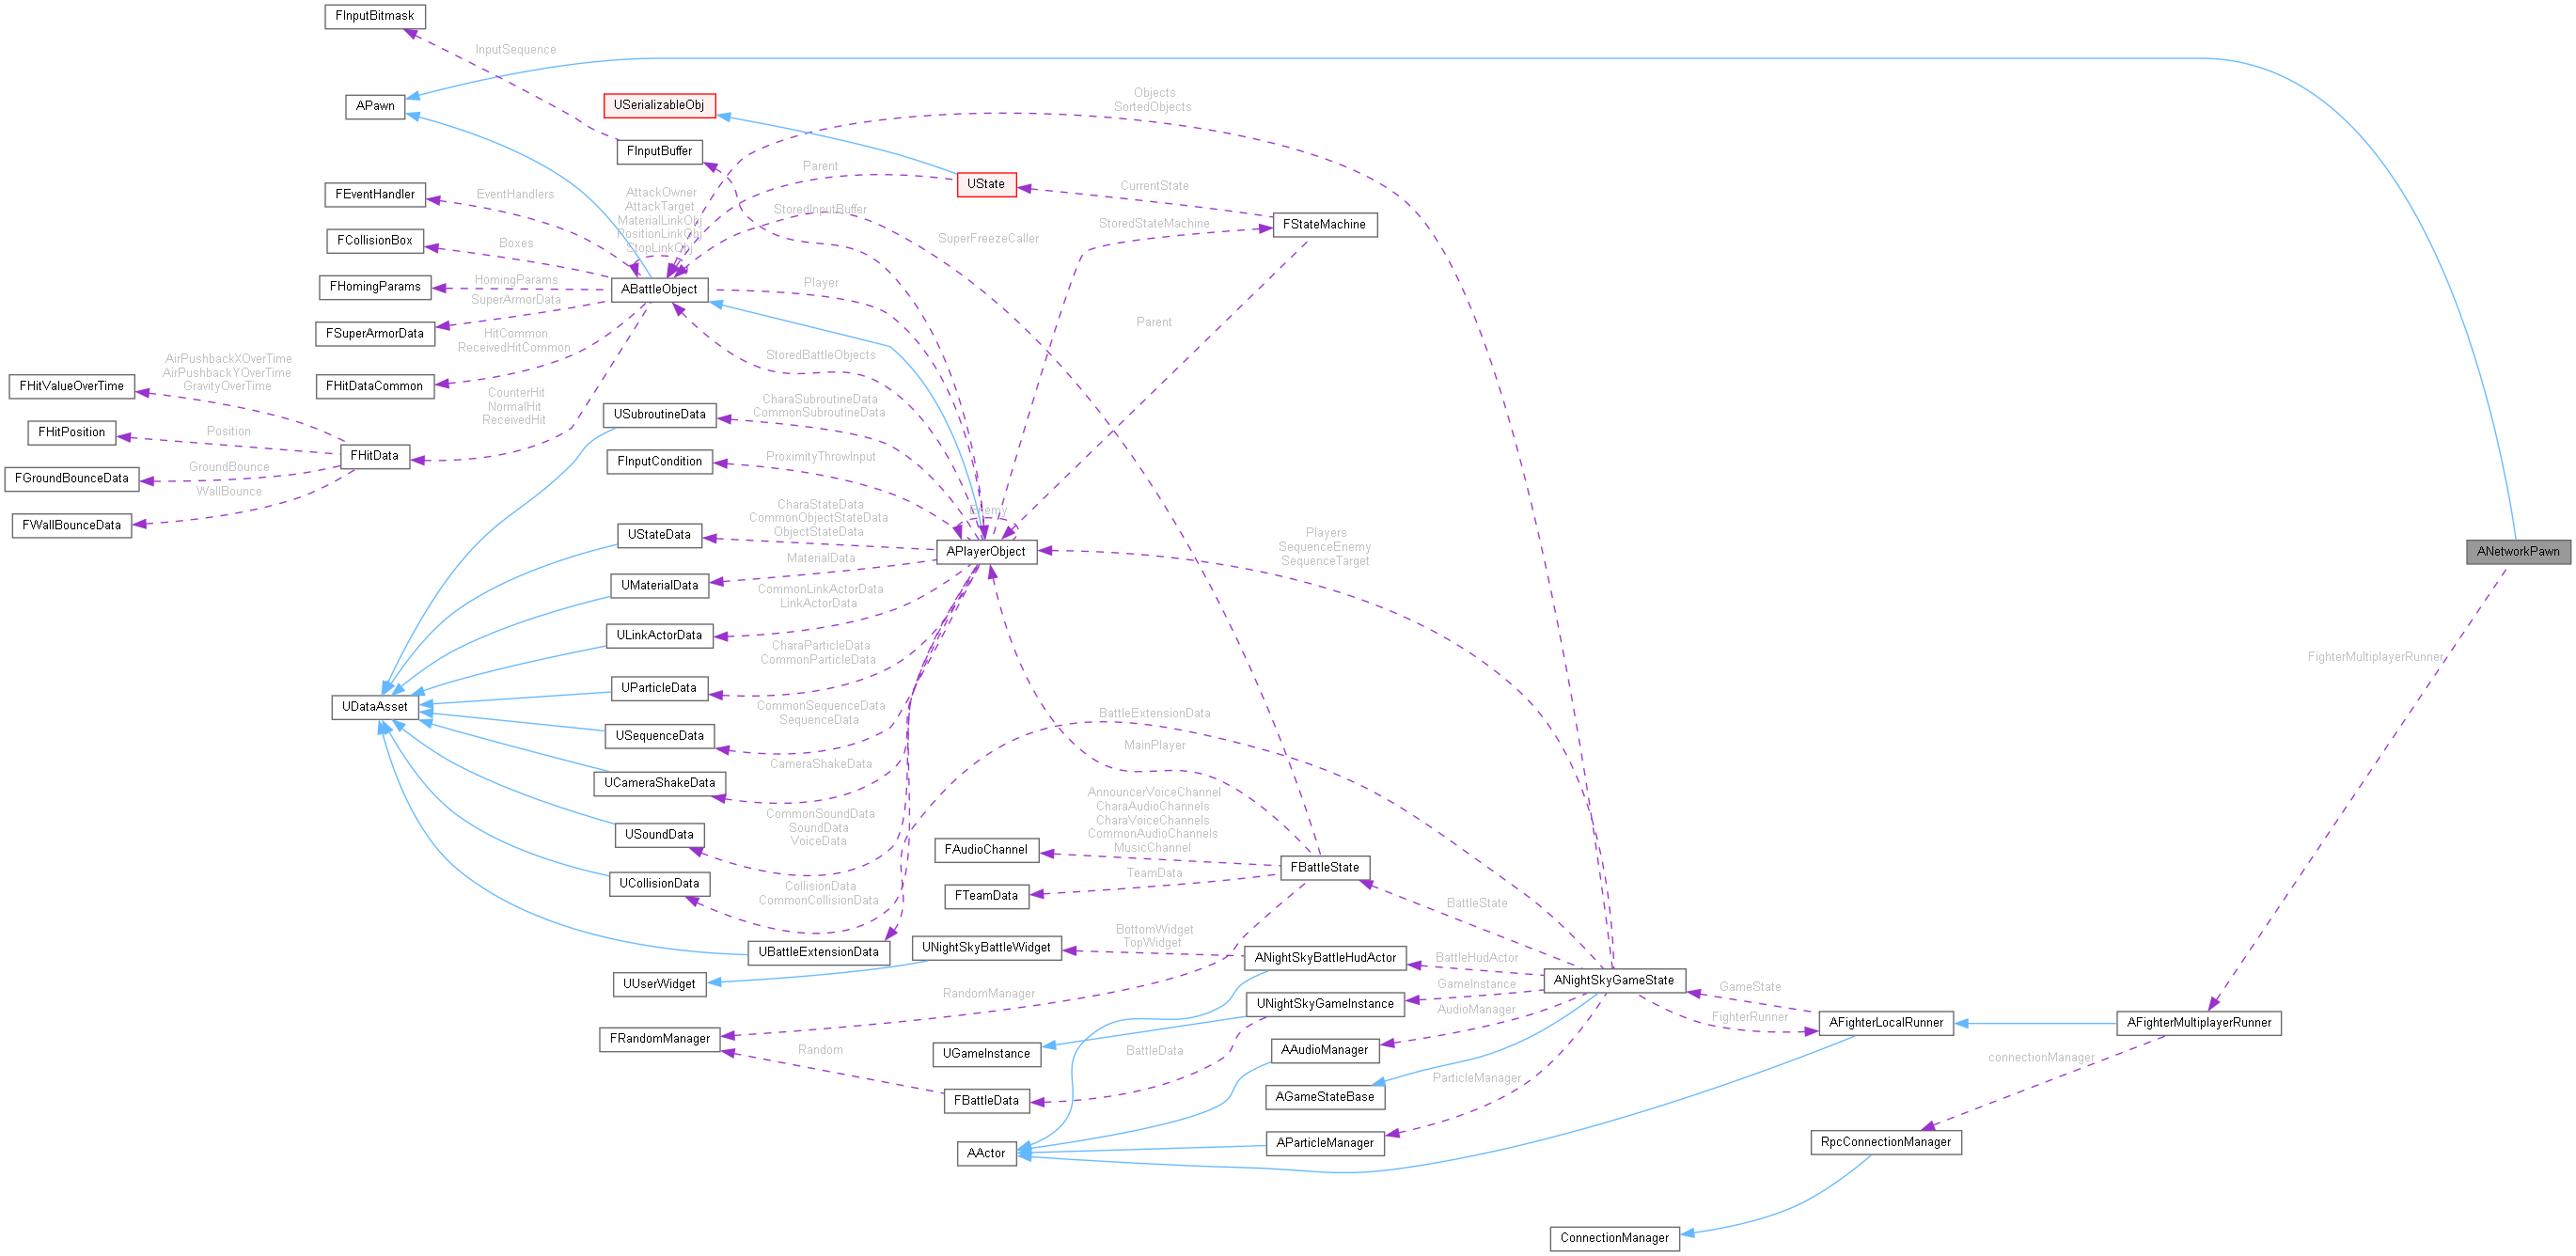 FInputBitmask
InputSequence
APawn
USerializableObj
Objects
SortedObjects
FInputBuffer
Parent
UState
CurrentState
FEventHandler
EventHandlers
AttackOwner
AttackTarget
MaterialLinkObj
PositionLinkObj
StopLinkObj
StoredInputBuffer
SuperFreezeCaller
StoredStateMachine
FStateMachine
FCollisionBox
Boxes
FHomingParams
HomingParams
ABattleObject
Player
SuperArmorData
FSuperArmorData
HitCommon
ReceivedHitCommon
Parent
AirPushbackXOverTime
AirPushbackYOverTime
GravityOverTime
FHitValueOverTime
FHitDataCommon
StoredBattleObjects
CounterHit
NormalHit
ReceivedHit
USubroutineData
CharaSubroutineData
CommonSubroutineData
FHitPosition
Position
FHitData
FInputCondition
ProximityThrowInput
FGroundBounceData
GroundBounce
WallBounce
FWallBounceData
CharaStateData
CommonObjectStateData
ObjectStateData
Enemy
UStateData
APlayerObject
Players
SequenceEnemy
SequenceTarget
ANetworkPawn
MaterialData
UMaterialData
CommonLinkActorData
LinkActorData
ULinkActorData
CharaParticleData
CommonParticleData
FighterMultiplayerRunner
UParticleData
UDataAsset
CommonSequenceData
SequenceData
BattleExtensionData
USequenceData
MainPlayer
CameraShakeData
UCameraShakeData
AnnouncerVoiceChannel
CharaAudioChannels
CharaVoiceChannels
CommonAudioChannels
MusicChannel
CommonSoundData
SoundData
VoiceData
USoundData
FAudioChannel
FBattleState
TeamData
UCollisionData
CollisionData
CommonCollisionData
FTeamData
BattleState
UBattleExtensionData
UNightSkyBattleWidget
BottomWidget
TopWidget
ANightSkyBattleHudActor
BattleHudActor
UUserWidget
RandomManager
UNightSkyGameInstance
GameInstance
ANightSkyGameState
GameState
AudioManager
FighterRunner
AFighterLocalRunner
AFighterMultiplayerRunner
FRandomManager
Random
UGameInstance
BattleData
AAudioManager
connectionManager
ParticleManager
FBattleData
AGameStateBase
AActor
AParticleManager
RpcConnectionManager
ConnectionManager